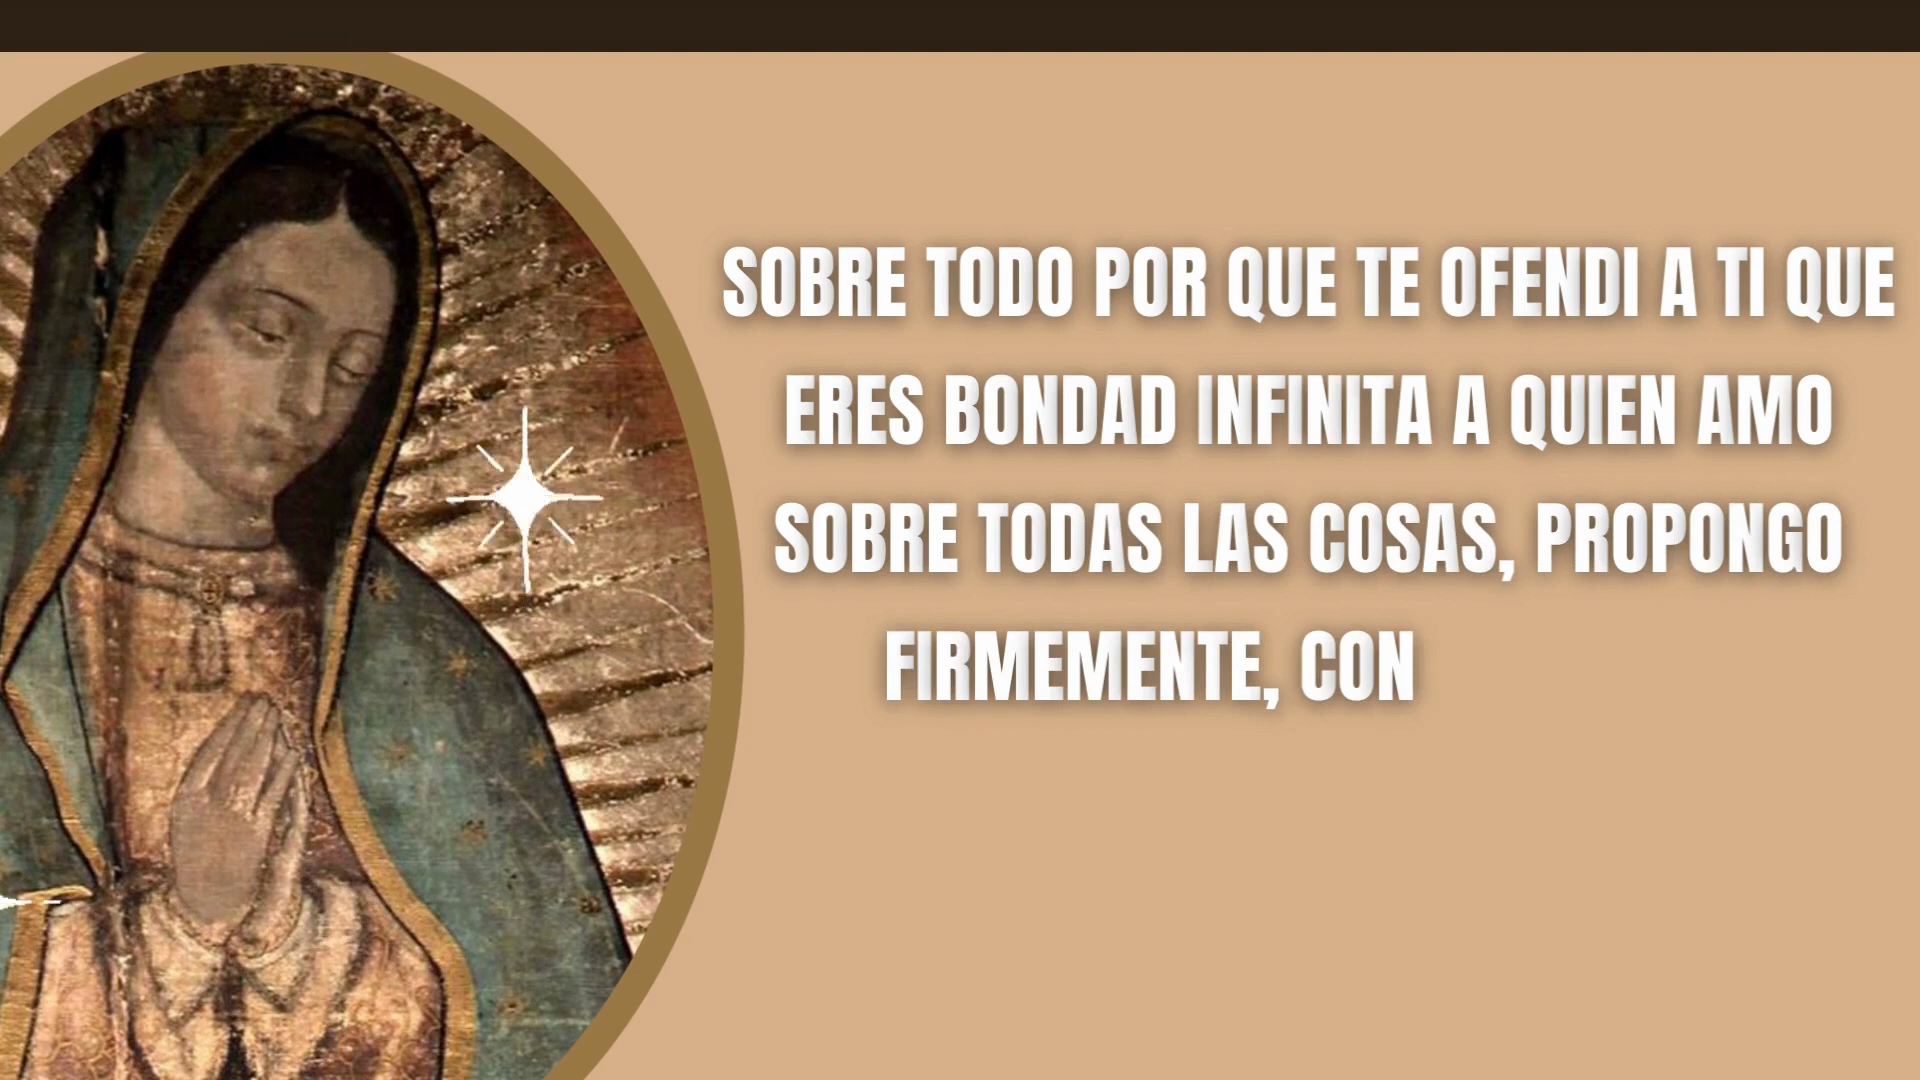 SOBRE TODO POR QUE TE OFENDI A TI QUE
ERES BONDAD INFINITA A QUIEN AMO
SOBRE TODAS LAS COSAS, PROPONGO
FIRMEMENTE, CON